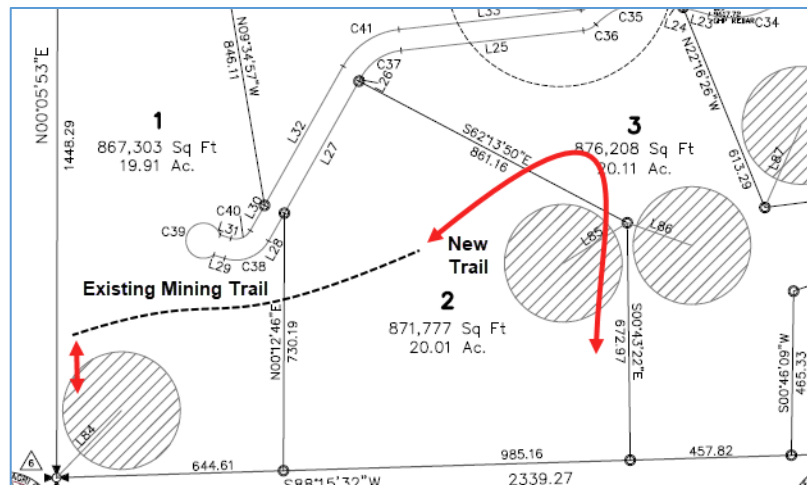 L33
C35
L24
L23
C34
C41
C36
L25
C37
L26
N00°05'53"E
1448.29
N09°34'57"W
846.11
N22°16'26"W
613.29
L87
1
867,303 Sq Ft
19.91 Ac.
L32
L27
S62°13'50"E
861.16
3
876,208 Sq Ft
20.11 Ac.
C40
L30
C39
L31
L29
C38
L28
L85
L86
New
Trail
Existing Mining Trail
2
871,777 Sq Ft
20.01 Ac.
N00°12'46"E
730.19
S00°43'22"E
672.97
S00°46'09"W
465.33
L84
6
644.61
985.16
457.82
S88°15'32"W
2339.27